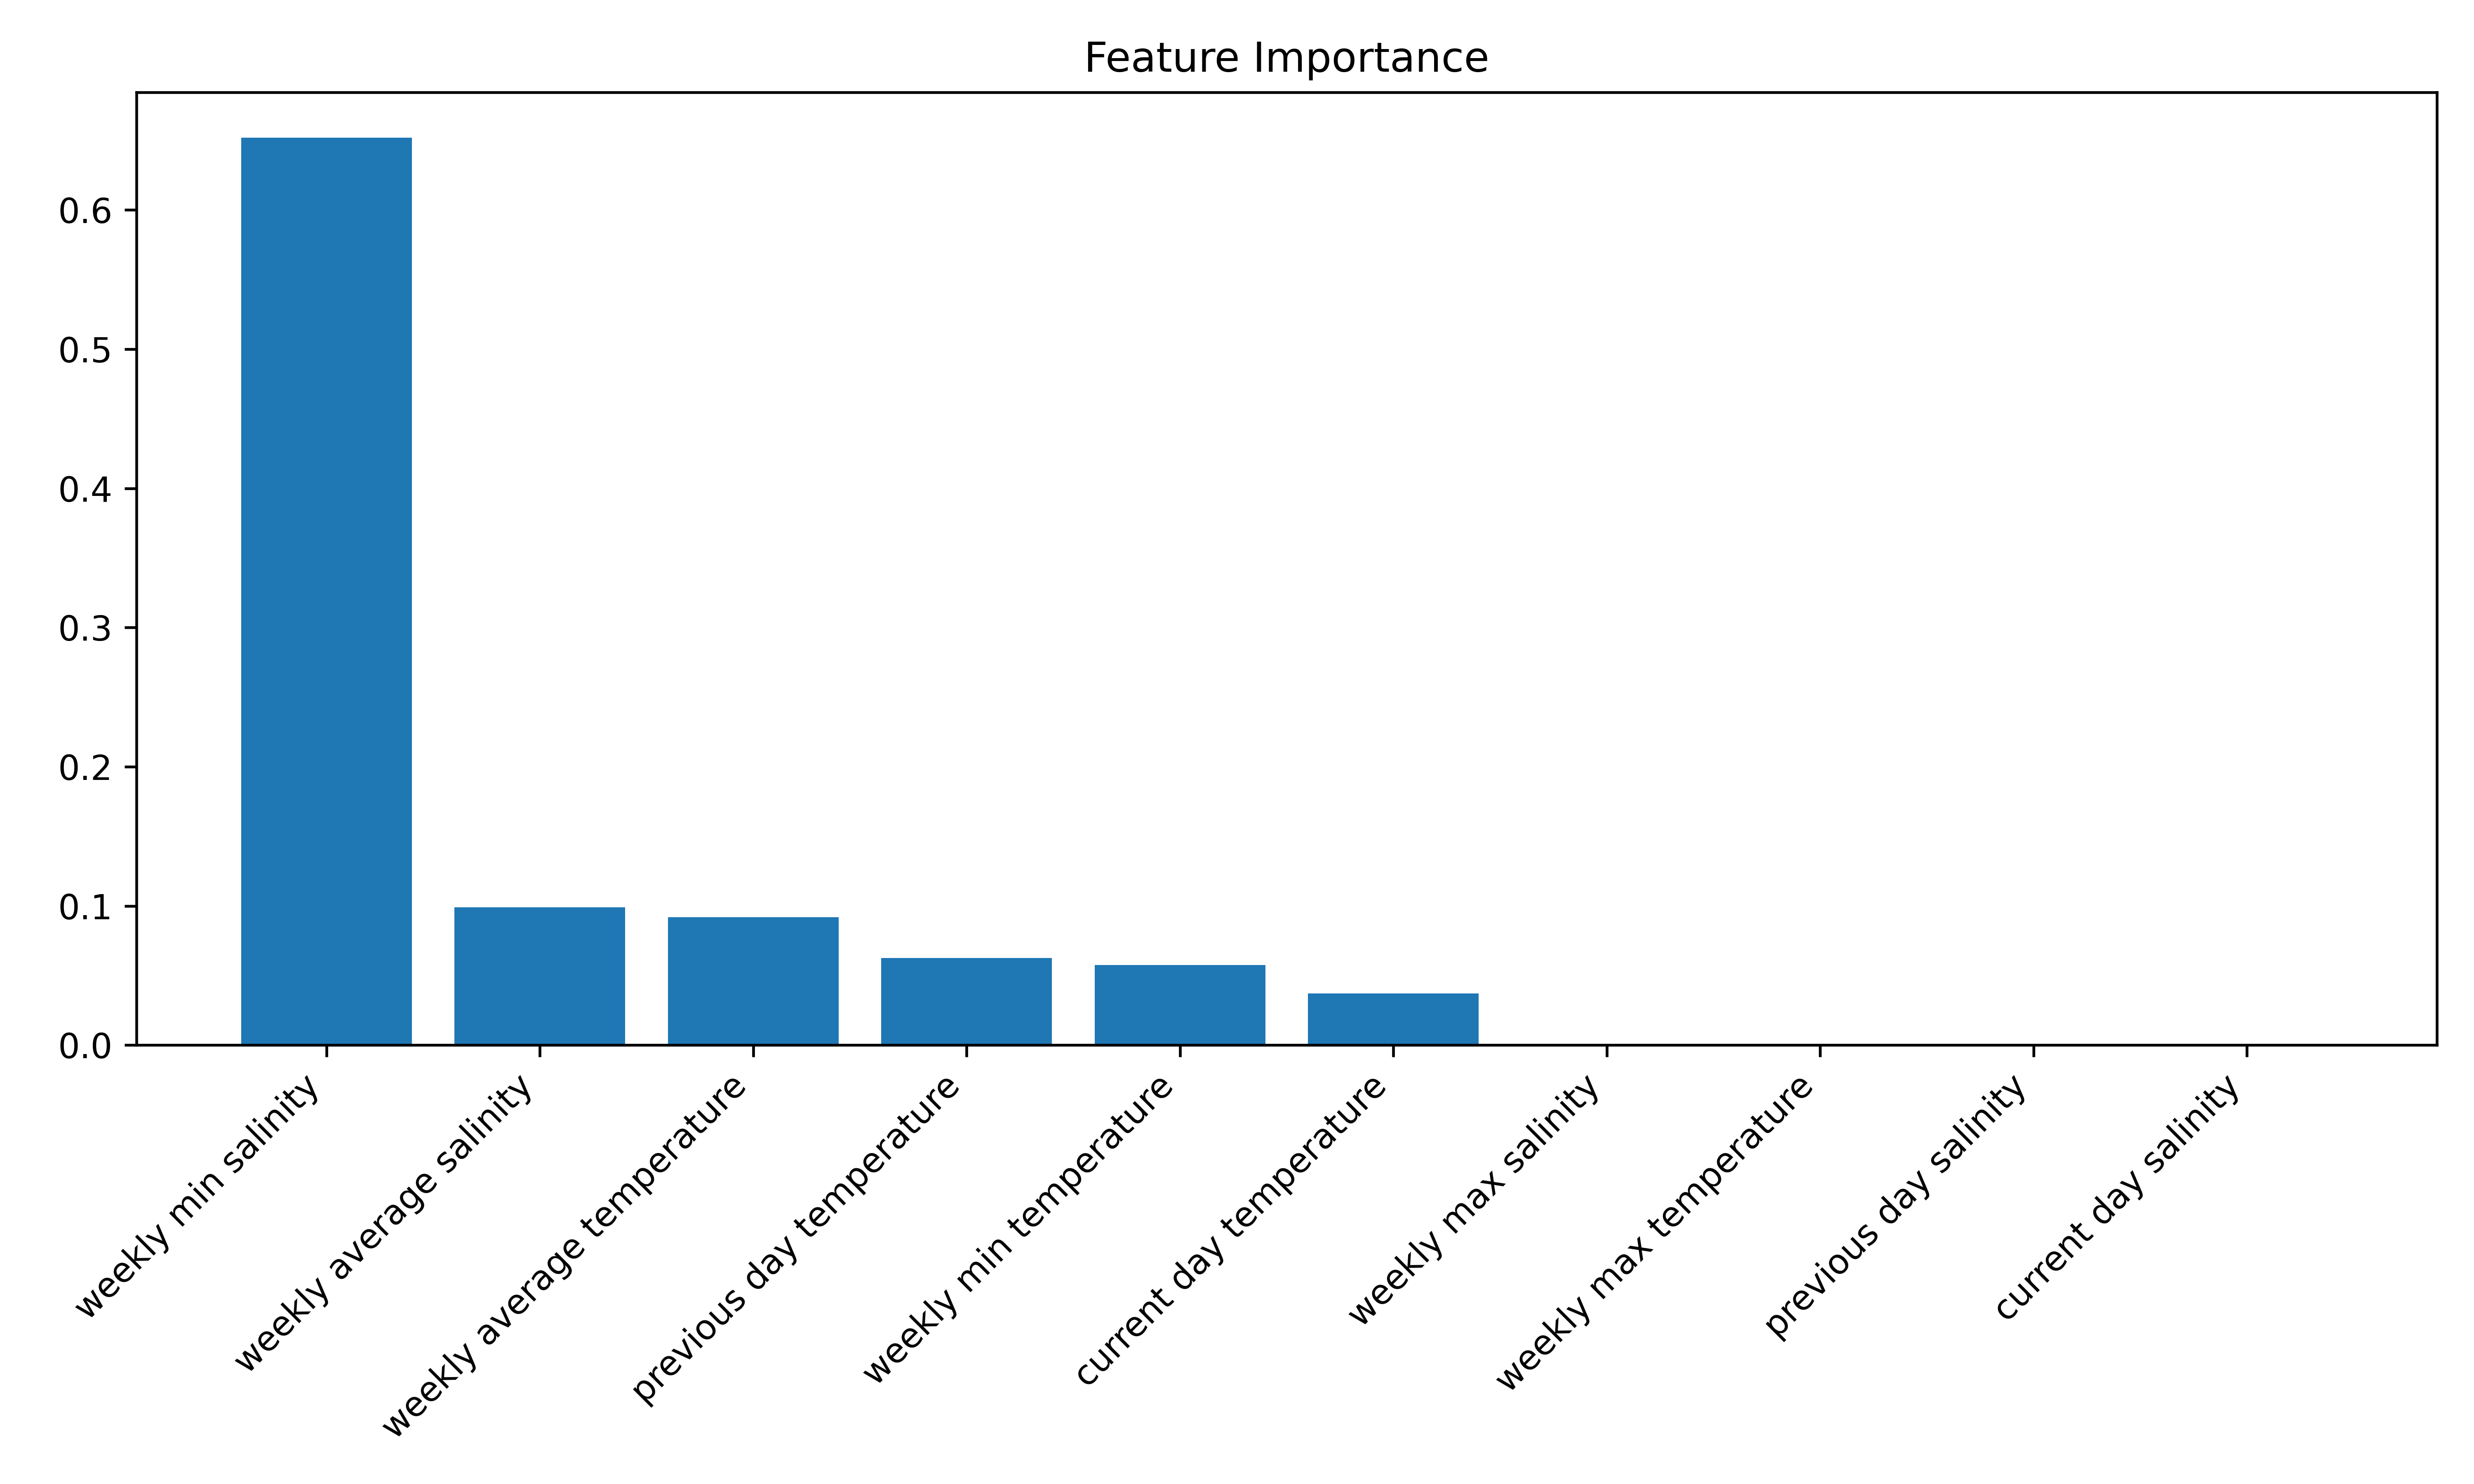 Feature Importance
0.6
0.5
0.4
0.3
0.2
0.1
0.0
weekly min salinity
weekly average salinity
weekly average temperature
previous day temperature
weekly min temperature
current day temperature
weekly max salinity
weekly max temperature
previous day salinity
current day salinity